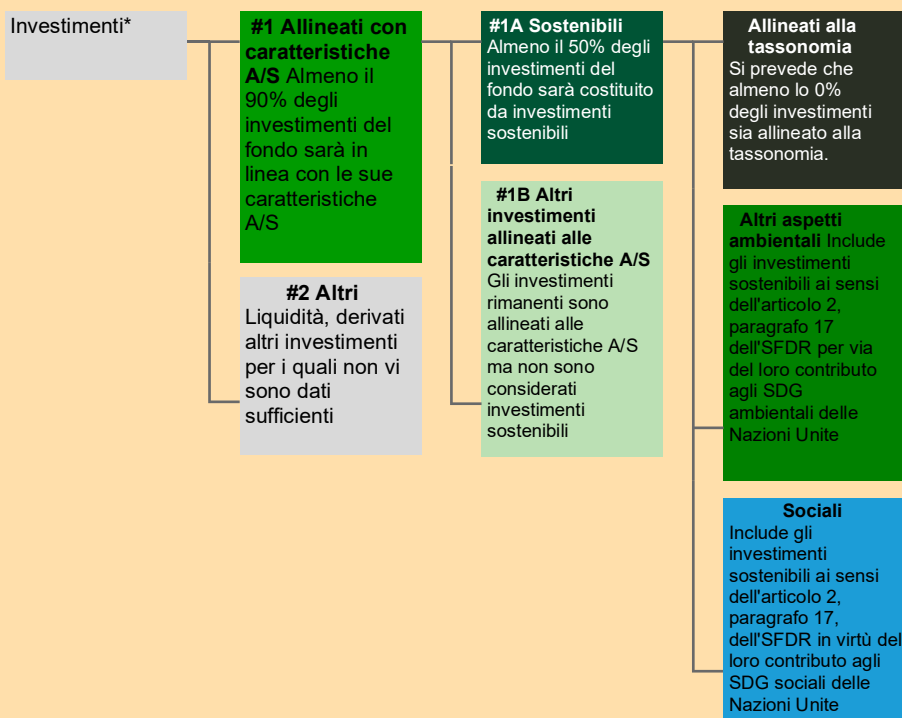 Investimenti*
#1 Allineati con
caratteristiche
A/S Almeno il
90% degli
investimenti del
fondo sarà in
linea con le sue
caratteristiche
A/S
#2 Altri
Liquidità, derivati
altri investimenti
per i quali non vi
sono dati
sufficienti
#1A Sostenibili
Almeno il 50% degli
investimenti del
fondo sarà costituito
da investimenti
sostenibili
#1B Altri
investimenti
allineati alle
caratteristiche A/S
Gli investimenti
rimanenti sono
allineati alle
caratteristiche A/S
ma non sono
considerati
investimenti
sostenibili
Allineati alla
tassonomia
Si prevede che
almeno lo 0%
degli investimenti
sia allineato alla
tassonomia.
Altri aspetti
ambientali Include
gli investimenti
sostenibili ai sensi
dell'articolo 2,
paragrafo 17
dell'SFDR per via
del loro contributo
agli SDG
ambientali delle
Nazioni Unite
Sociali
Include gli
investimenti
sostenibili ai sensi
dell'articolo 2,
paragrafo 17,
dell'SFDR in virtù del
loro contributo agli
SDG sociali delle
Nazioni Unite